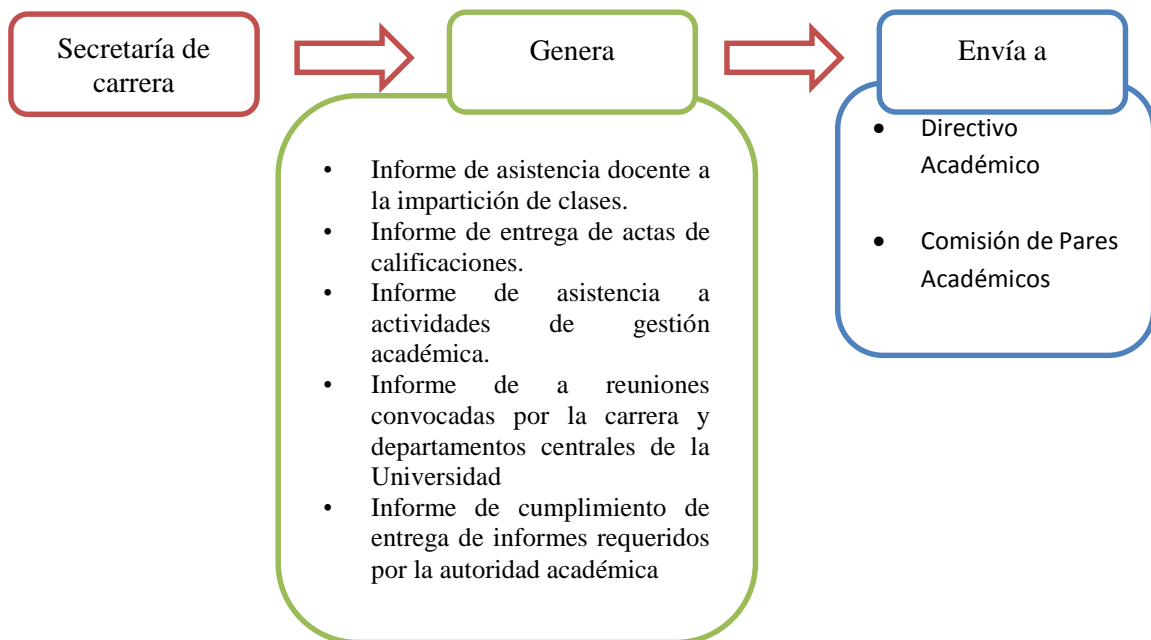 Secretaría de
carrera
Genera
Envía a
• Informe de asistencia docente a
la impartición de clases.
• Informe de entrega de actas de
calificaciones.
• Informe de asistencia a
actividades de gestión
académica.
• Informe de a reuniones
convocadas por la carrera y
departamentos centrales de la
Universidad
• Informe de cumplimiento de
entrega de informes requeridos
por la autoridad académica
• Directivo
Académico
• Comisión de Pares
Académicos